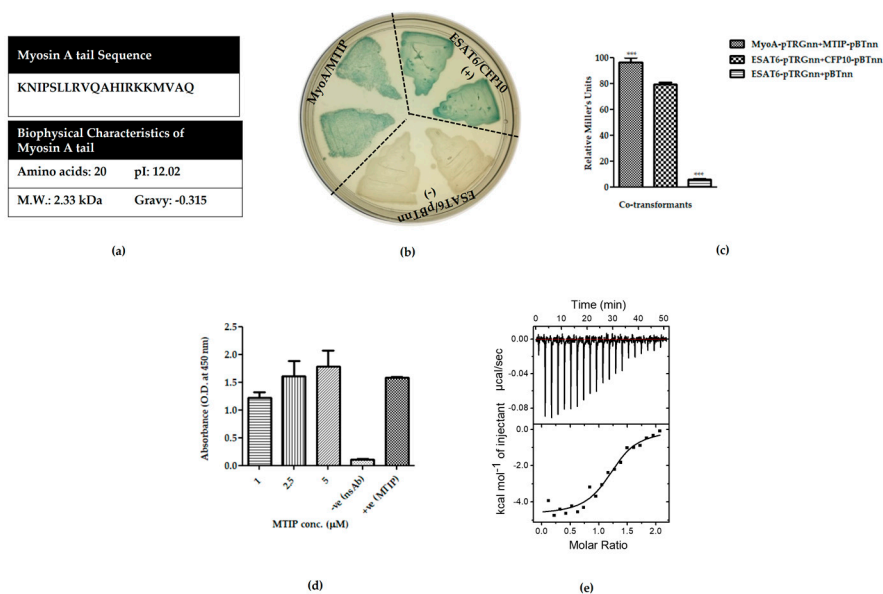 Myosin A tail Sequence
KNIPSLLRVQAHIRKKMVAQ
Biophysical Characteristics of
Myosin A tail
Amino acids: 20 pI: 12.02
M.W.: 2.33 kDa Gravy: -0.315
(a)
MyoA/MTIP
ESAT6/CFP10
(+)
(-)
ESAT6/pBTnn
(b)
MyoA-pTRGnn+MTIP-pBTnn
ESAT6-pTRGnn+CFP10-pBTnn
ESAT6-pTRGnn+pBTnn
Relative Miller's Units
100
80
60
40
20
0
***
***
Co-transformants
(c)
Absorbance (O.D. at 450 nm)
2.5
2.0
1.5
1.0
0.5
0.0
1
2.5
5
-ve (nsAb)
+ve (MTIP)
MTIP conc. (μM)
(d)
Time (min)
0 10 20 30 40 50
0.00
-0.04
-0.08
μcal/sec
0.0
-2.0
-4.0
kcal mol⁻¹ of injectant
0.0 0.5 1.0 1.5 2.0
Molar Ratio
(e)